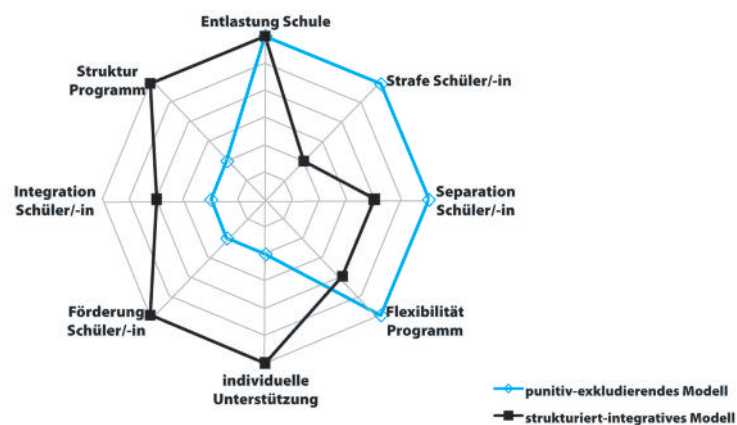 Entlastung Schule
Struktur
Programm
Strafe Schüler/-in
Integration
Schüler/-in
Separation
Schüler/-in
Förderung
Schüler/-in
Flexibilität
Programm
individuelle
Unterstützung
punitiv-exkludierendes Modell
strukturiert-integratives Modell